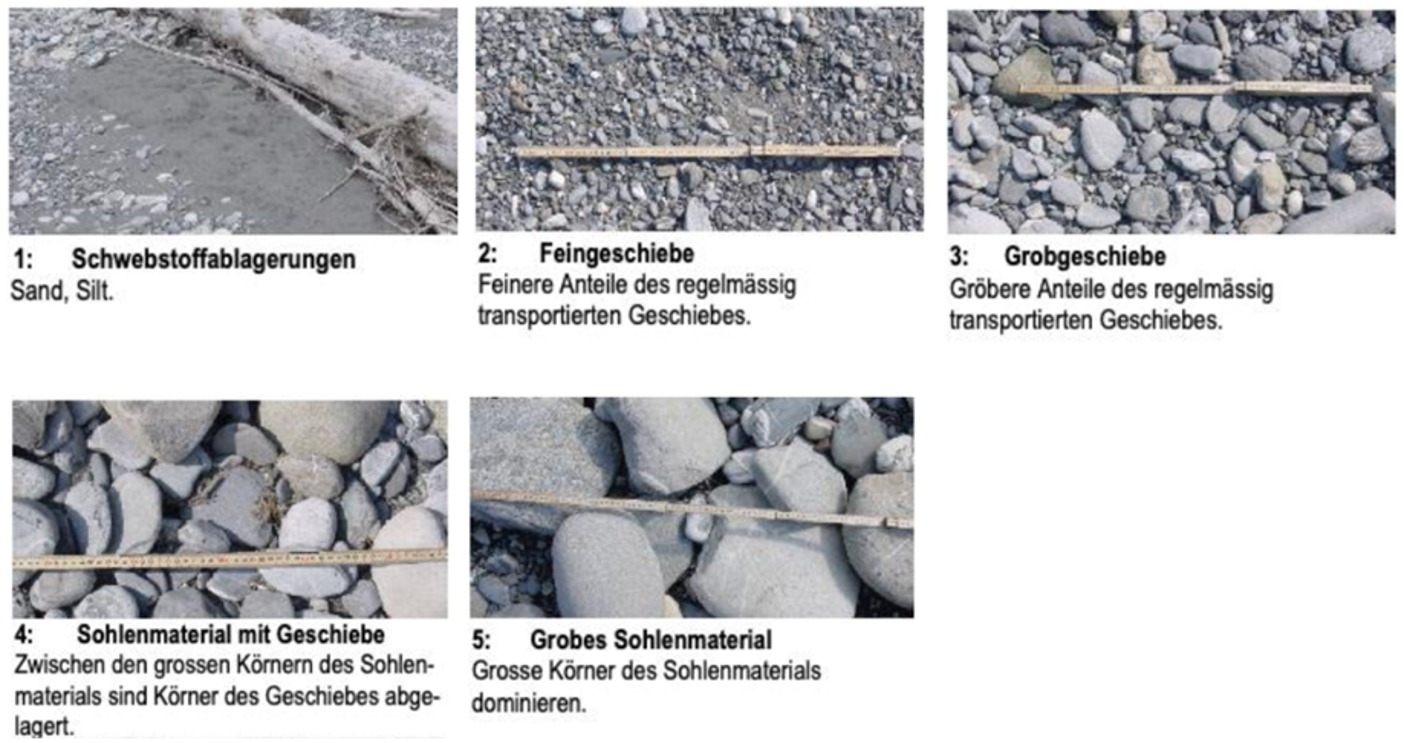 1: Schwebstoffablagerungen
Sand, Silt.
2: Feingeschiebe
Feinere Anteile des regelmässig
transportierten Geschiebes.
3: Grobgeschiebe
Gröbere Anteile des regelmässig
transportierten Geschiebes.
4: Sohlenmaterial mit Geschiebe
Zwischen den grossen Körnern des Sohlen-
materials sind Körner des Geschiebes abge-
lagert.
5: Grobes Sohlenmaterial
Grosse Körner des Sohlenmaterials
dominieren.